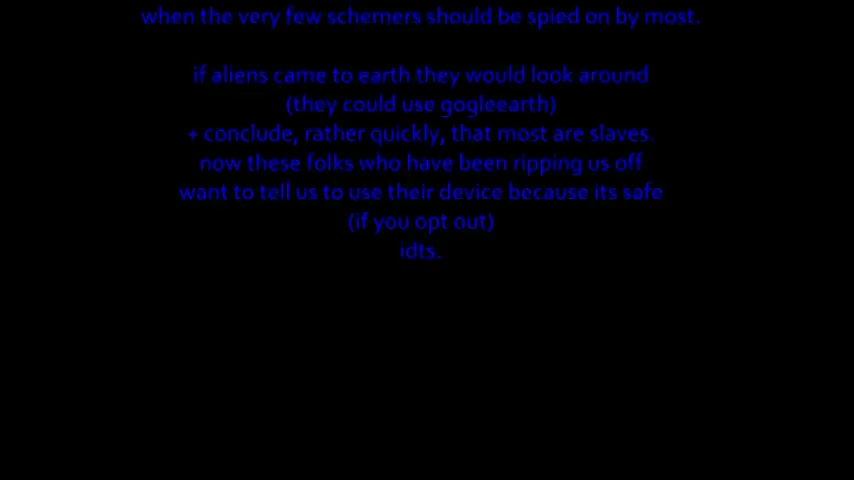 when the very few schemers should be spied on by most.
if aliens came to earth they would look around
(they could use gogleearth)
+ conclude, rather quickly, that most are slaves.
now these folks who have been ripping us off
want to tell us to use their device because its safe
(if you opt out)
idts.